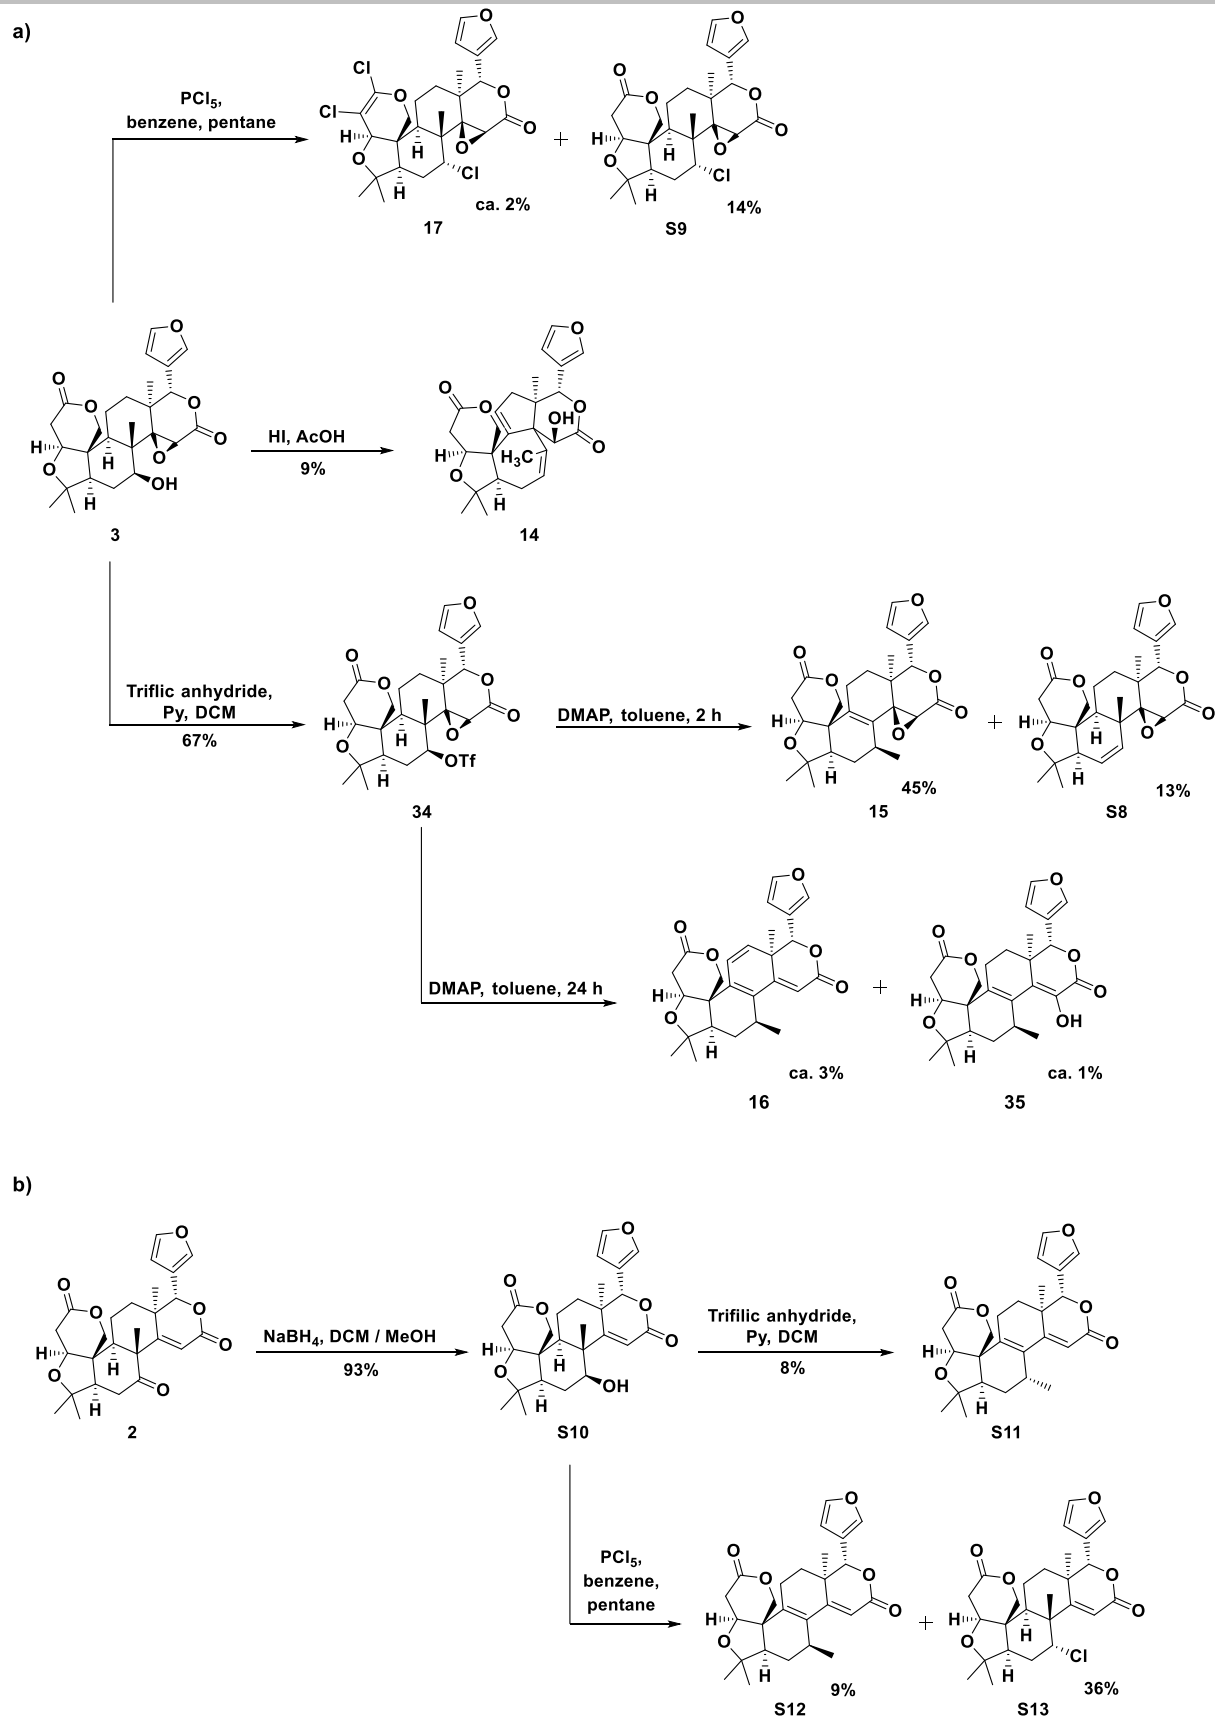 a)
PCl5,
benzene, pentane
Cl
Cl
O
O
O
O
H
O
H
O
Cl
H
ca. 2%
17
+
O
O
O
O
O
H
O
H
O
Cl
H
14%
S9
O
O
O
O
O
H
O
H
O
OH
H
3
HI, AcOH
9%
O
O
O
O
OH
O
H
O
H3C
H
14
Triflic anhydride,
Py, DCM
67%
O
O
O
O
O
H
O
H
O
OTf
H
34
DMAP, toluene, 2 h
O
O
O
O
O
H
O
O
H
45%
15
+
O
O
O
O
O
H
O
H
O
H
13%
S8
DMAP, toluene, 24 h
O
O
O
O
O
H
O
H
ca. 3%
16
+
O
O
O
O
O
H
O
OH
H
ca. 1%
35
b)
O
O
O
O
O
H
O
H
O
H
2
NaBH4, DCM / MeOH
93%
O
O
O
O
O
H
O
H
OH
H
S10
Trifilic anhydride,
Py, DCM
8%
O
O
O
O
O
H
O
H
S11
PCl5,
benzene,
pentane
O
O
O
O
O
H
O
H
9%
S12
+
O
O
O
O
O
H
O
H
Cl
H
36%
S13